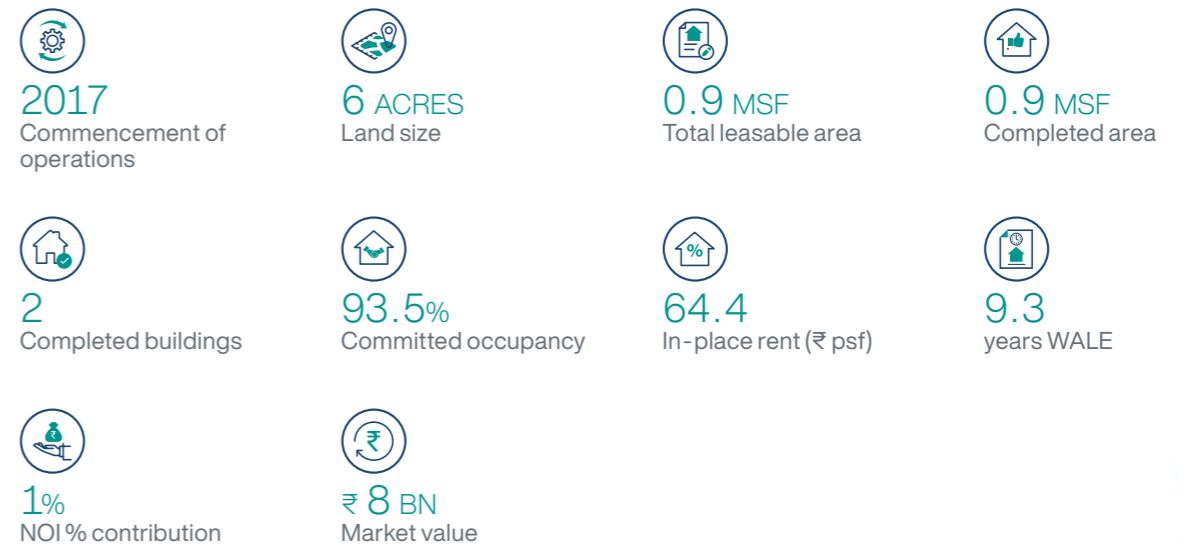 2017
Commencement of
operations
6 ACRES
Land size
0.9 MSF
Total leasable area
0.9 MSF
Completed area
2
Completed buildings
93.5%
Committed occupancy
%
64.4
In-place rent (₹ psf)
9.3
years WALE
₹
1%
NOI % contribution
₹
₹ 8 BN
Market value